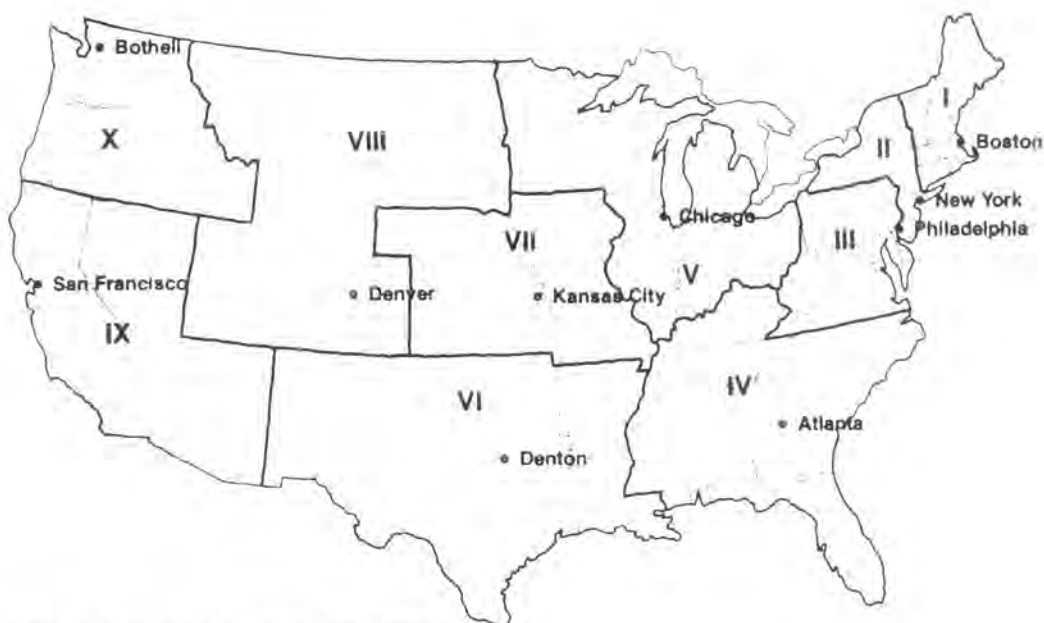 Bothell
X
VIII
I
Boston
II
New York
Chicago
Philadelphia
VII
III
V
San Francisco
Denver
Kansas City
IX
VI
IV
Atlanta
Denton